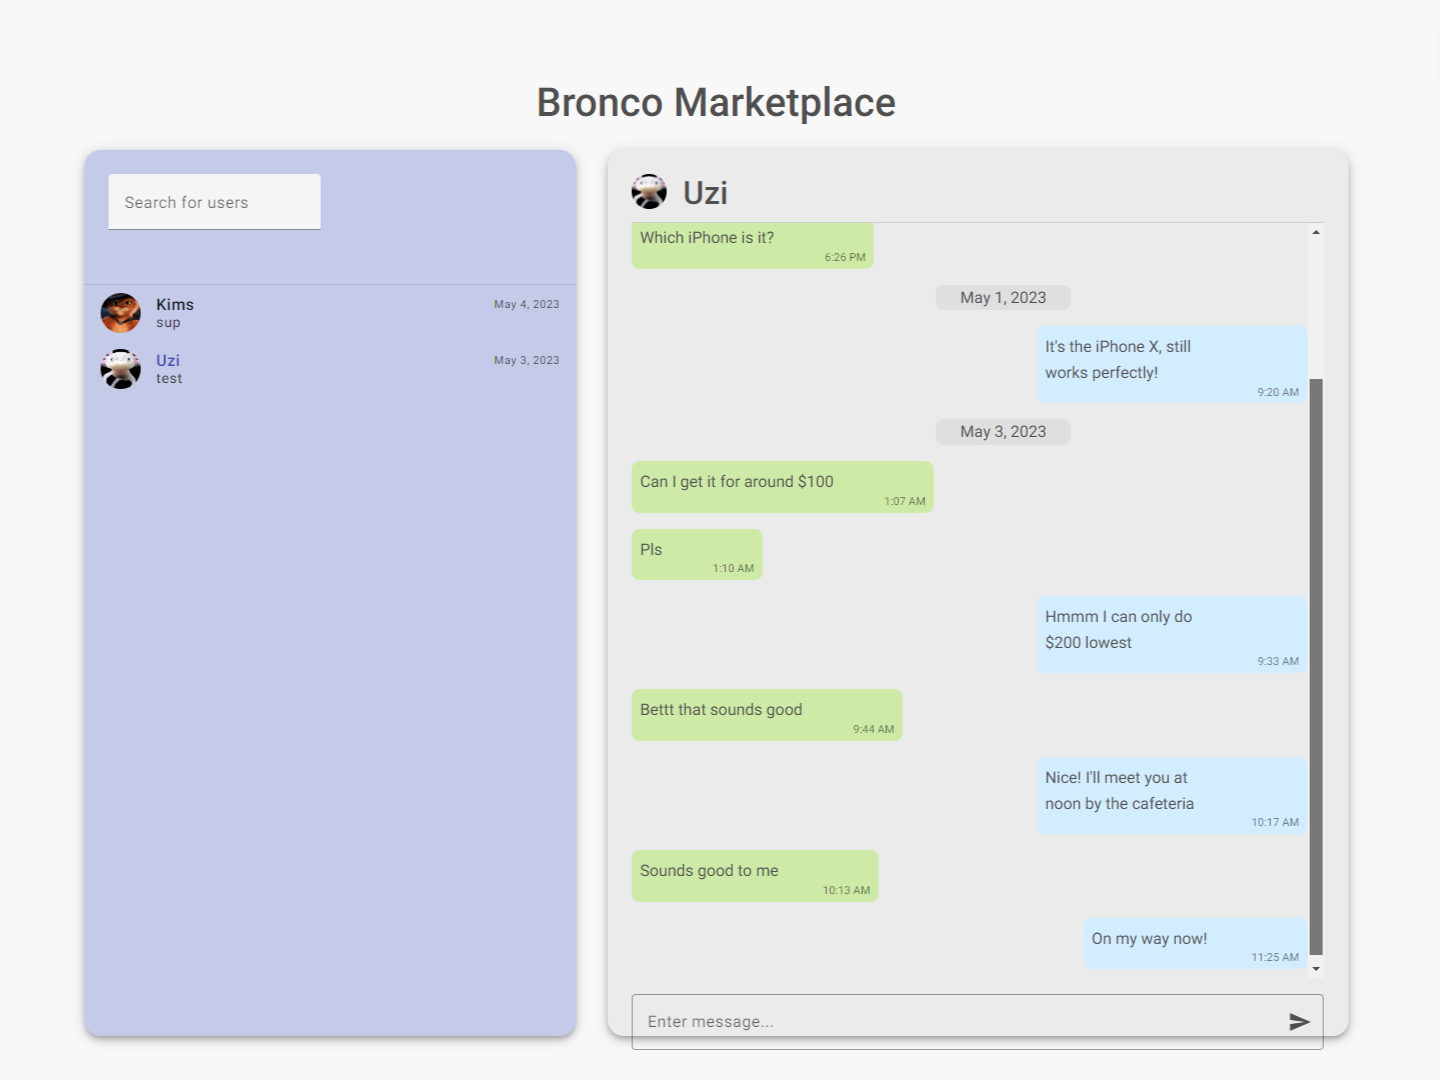 Bronco Marketplace
Search for users
Kims
May 4, 2023
sup
Uzi
May 3, 2023
test
Uzi
Which iPhone is it?
6:26 PM
May 1, 2023
It's the iPhone X, still
works perfectly!
9:20 AM
May 3, 2023
Can I get it for around $100
1:07 AM
Pls
1:10 AM
Hmmm I can only do
$200 lowest
9:33 AM
Bettt that sounds good
9:44 AM
Nice! I'll meet you at
noon by the cafeteria
10:17 AM
Sounds good to me
10:13 AM
On my way now!
11:25 AM
Enter message...